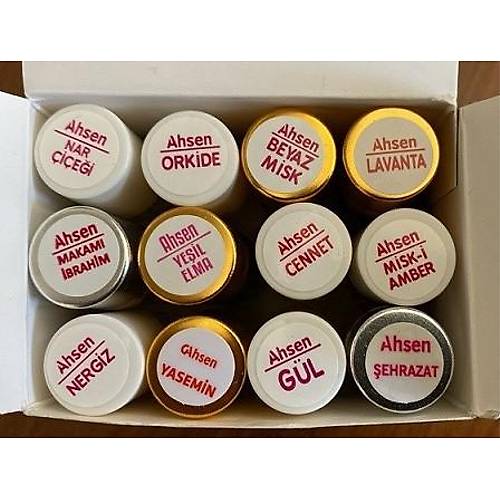 Ahsen
NAR
ÇİÇEĞİ
Ahsen
ORKİDE
Ahsen
BEYAZ
MİSK
Ahsen
LAVANTA
Ahsen
MAKAMI
İBRAHİM
Ahsen
YEŞİL
ELMA
Ahsen
CENNET
Ahsen
MİSK-İ
AMBER
Ahsen
NERGİZ
Ahsen
YASEMİN
Ahsen
GÜL
Ahsen
ŞEHRAZAT